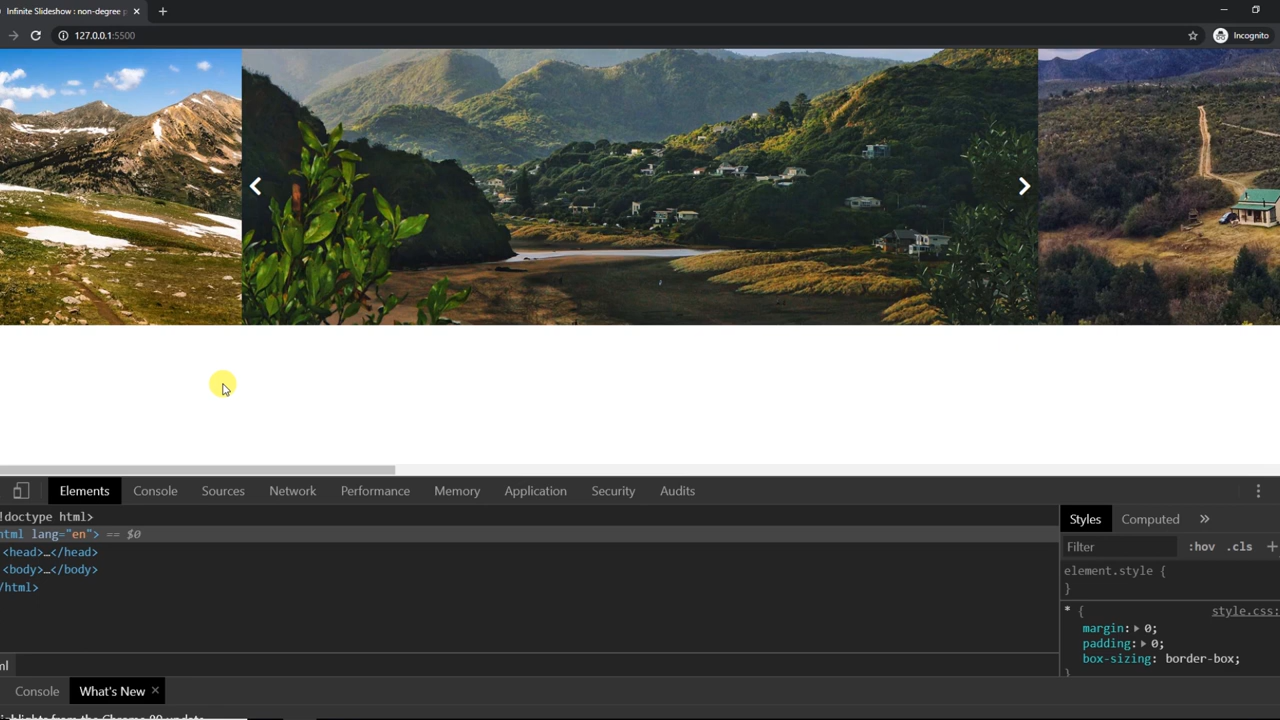 Infinite Slideshow : non-degree
127.0.0.1:5500
Incognito
Elements Console Sources Network Performance Memory Application Security Audits
!doctype html>
html lang="en"> == $0
<head>…</head>
<body>…</body>
/html>
Styles Computed
Filter :hov .cls +
element.style {
}
* { style.css:
margin: 0;
padding: 0;
box-sizing: border-box;
}
ml
Console What's New